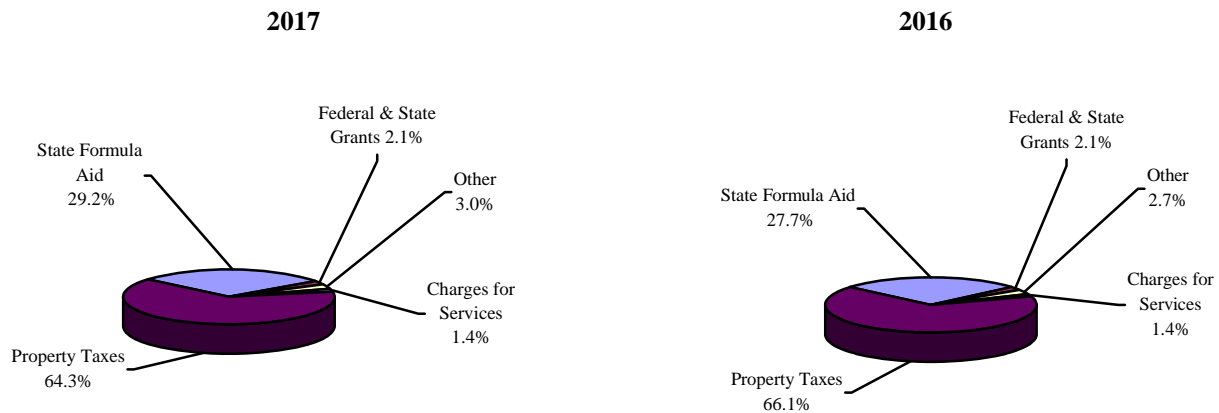 2017
Federal & State
Grants 2.1%
State Formula
Aid
29.2%
Other
3.0%
Charges for
Services
1.4%
Property Taxes
64.3%
2016
Federal & State
Grants 2.1%
Other
2.7%
State Formula Aid
27.7%
Charges for
Services
1.4%
Property Taxes
66.1%